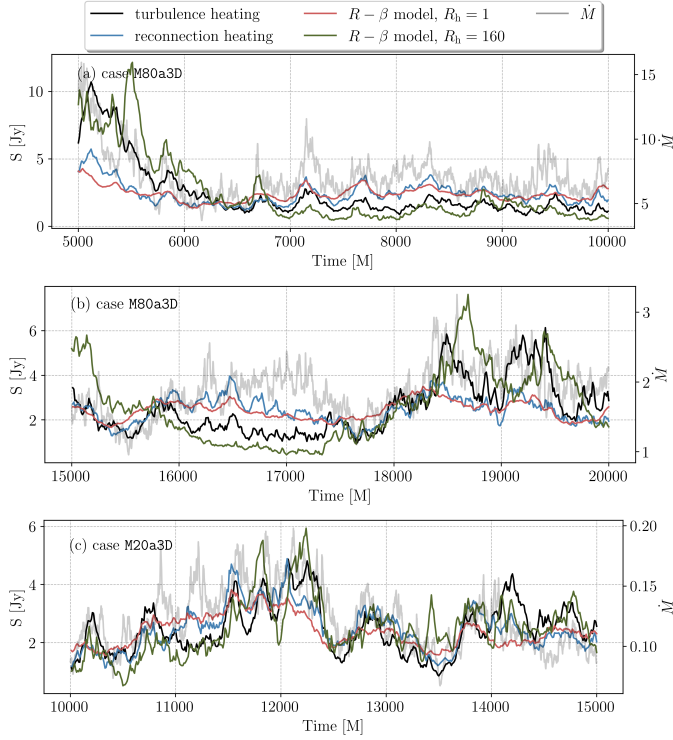 turbulence heating
reconnection heating
R − β model, R_h = 1
R − β model, R_h = 160
Ṁ
(a) case M80a3D
S [Jy]
10
5
0
15
10
5
Ṁ
5000 6000 7000 8000 9000 10000
Time [M]
(b) case M80a3D
S [Jy]
6
4
2
3
2
1
Ṁ
15000 16000 17000 18000 19000 20000
Time [M]
(c) case M20a3D
S [Jy]
6
4
2
0.20
0.15
0.10
Ṁ
10000 11000 12000 13000 14000 15000
Time [M]